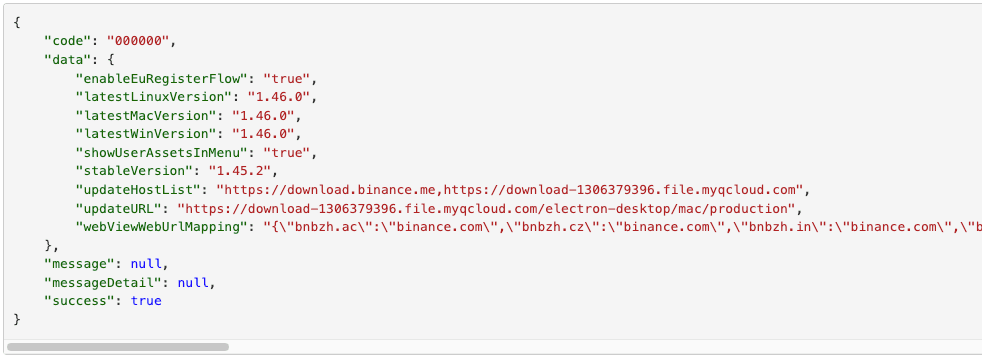 {
    "code": "000000",
    "data": {
        "enableEuRegisterFlow": "true",
        "latestLinuxVersion": "1.46.0",
        "latestMacVersion": "1.46.0",
        "latestWinVersion": "1.46.0",
        "showUserAssetsInMenu": "true",
        "stableVersion": "1.45.2",
        "updateHostList": "https://download.binance.me,https://download-1306379396.file.myqcloud.com",
        "updateURL": "https://download-1306379396.file.myqcloud.com/electron-desktop/mac/production",
        "webViewWebUrlMapping": "{\"bnbzh.ac\":\"binance.com\",\"bnbzh.cz\":\"binance.com\",\"bnbzh.in\":\"binance.com\",\"b
    },
    "message": null,
    "messageDetail": null,
    "success": true
}